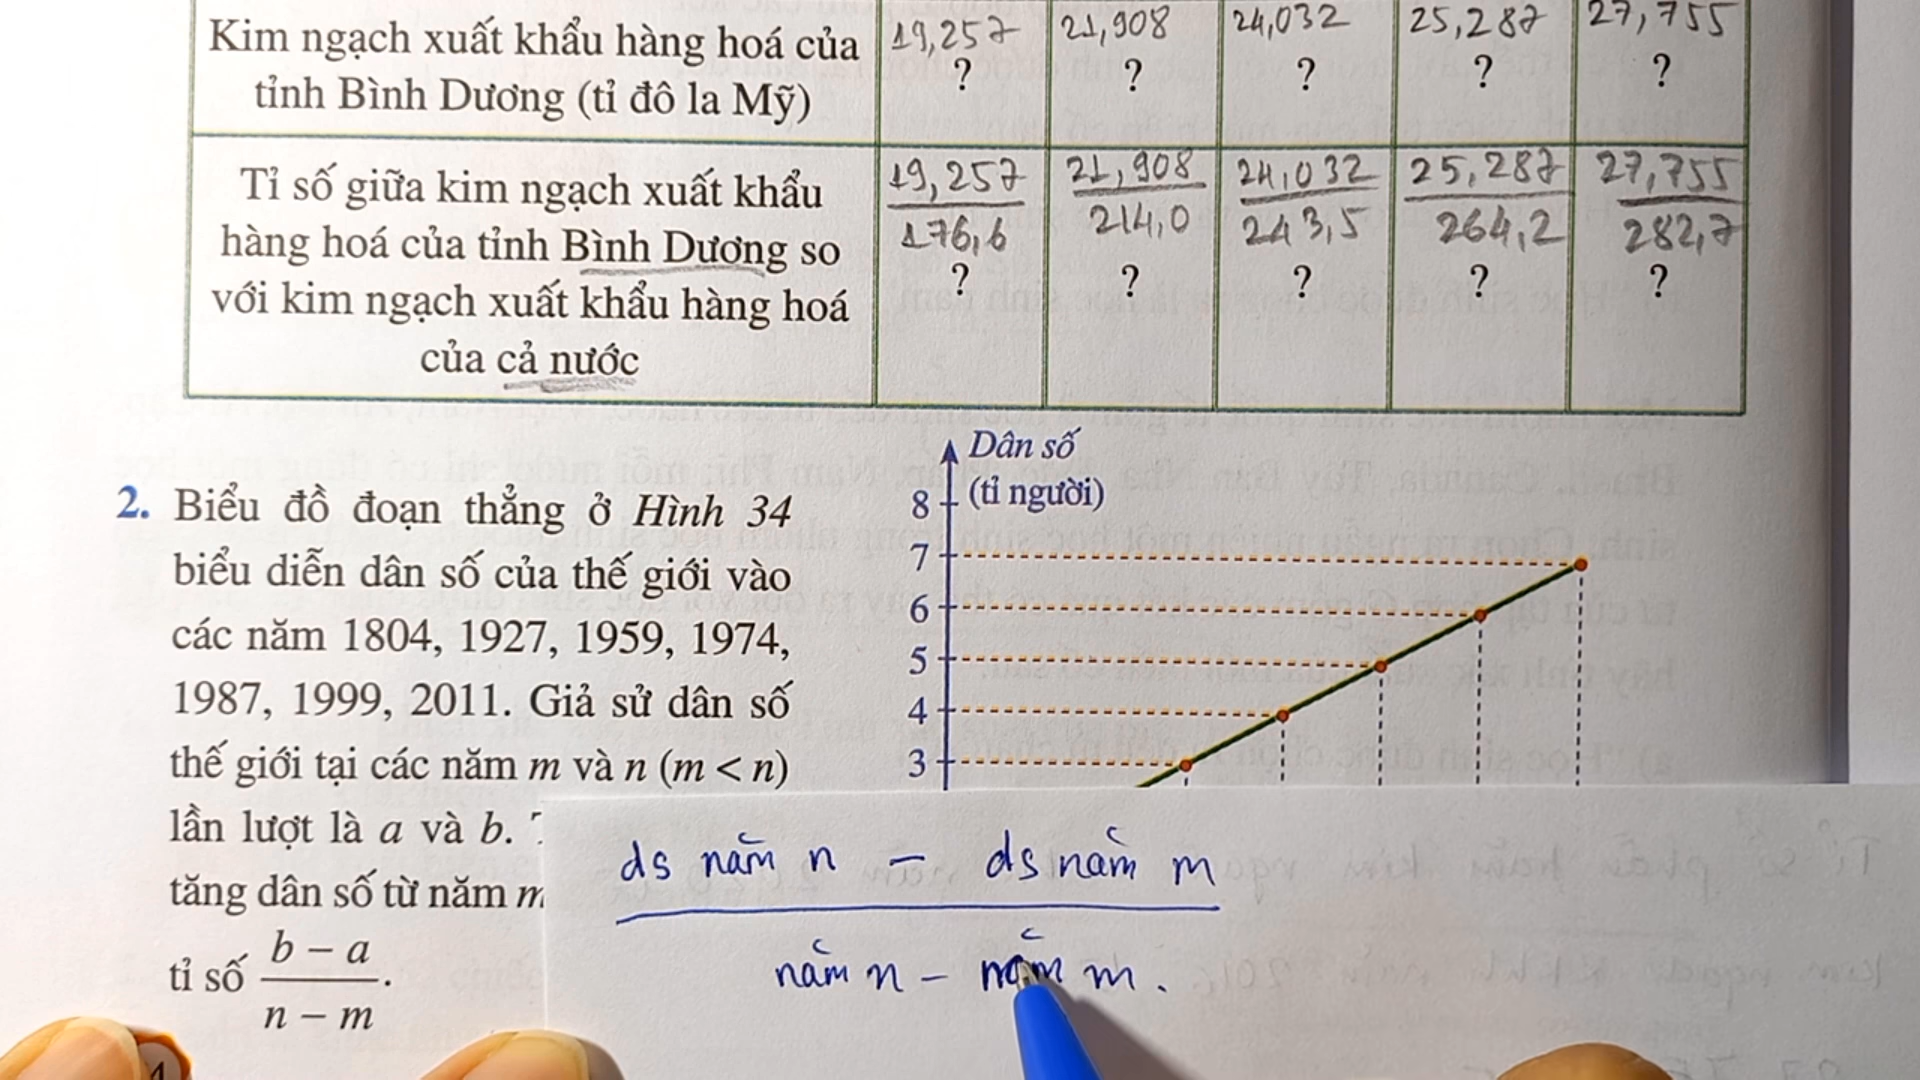 Kim ngạch xuất khẩu hàng hoá của
tỉnh Bình Dương (tỉ đô la Mỹ)
19,257 21,908 24,032 25,287 27,755
? ? ? ? ?
Tỉ số giữa kim ngạch xuất khẩu
hàng hoá của tỉnh Bình Dương so
với kim ngạch xuất khẩu hàng hoá
của cả nước
19,257 21,908 24,032 25,287 27,755
176,6 214,0 243,5 264,2 282,7
? ? ? ? ?
2. Biểu đồ đoạn thẳng ở Hình 34
biểu diễn dân số của thế giới vào
các năm 1804, 1927, 1959, 1974,
1987, 1999, 2011. Giả sử dân số
thế giới tại các năm m và n (m < n)
lần lượt là a và b.
tăng dân số từ năm m
tỉ số b – a
n – m .
Dân số
(tỉ người)
8
7
6
5
4
3
ds năm n – ds năm m
năm n – năm m .